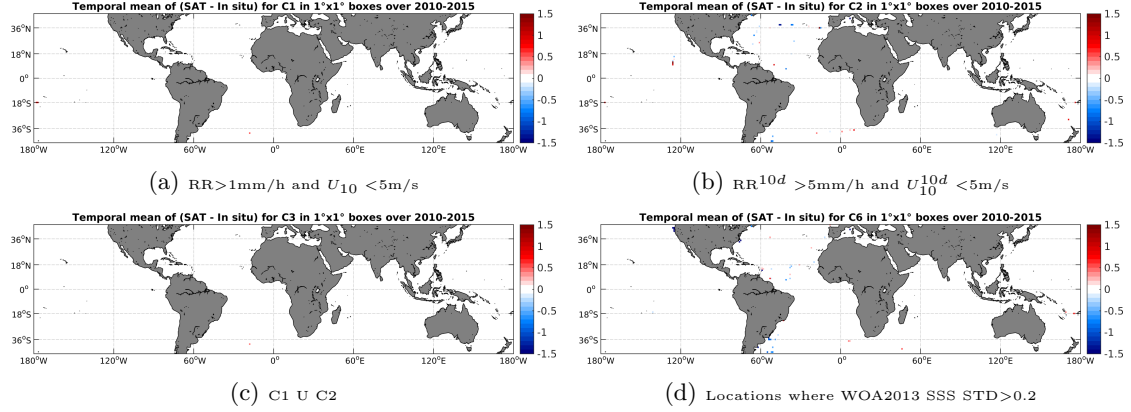 Temporal mean of (SAT - In situ) for C1 in 1°x1° boxes over 2010-2015
36°N
18°N
0°
18°S
36°S
180°W 120°W 60°W 0° 60°E 120°E 180°W
1.5
1
0.5
0
-0.5
-1
-1.5
(a) RR>1mm/h and U10 <5m/s
Temporal mean of (SAT - In situ) for C2 in 1°x1° boxes over 2010-2015
36°N
18°N
0°
18°S
36°S
180°W 120°W 60°W 0° 60°E 120°E 180°W
1.5
1
0.5
0
-0.5
-1
-1.5
(b) RR10d >5mm/h and U10d10 <5m/s
Temporal mean of (SAT - In situ) for C3 in 1°x1° boxes over 2010-2015
36°N
18°N
0°
18°S
36°S
180°W 120°W 60°W 0° 60°E 120°E 180°W
1.5
1
0.5
0
-0.5
-1
-1.5
(c) C1 U C2
Temporal mean of (SAT - In situ) for C6 in 1°x1° boxes over 2010-2015
36°N
18°N
0°
18°S
36°S
180°W 120°W 60°W 0° 60°E 120°E 180°W
1.5
1
0.5
0
-0.5
-1
-1.5
(d) Locations where WOA2013 SSS STD>0.2